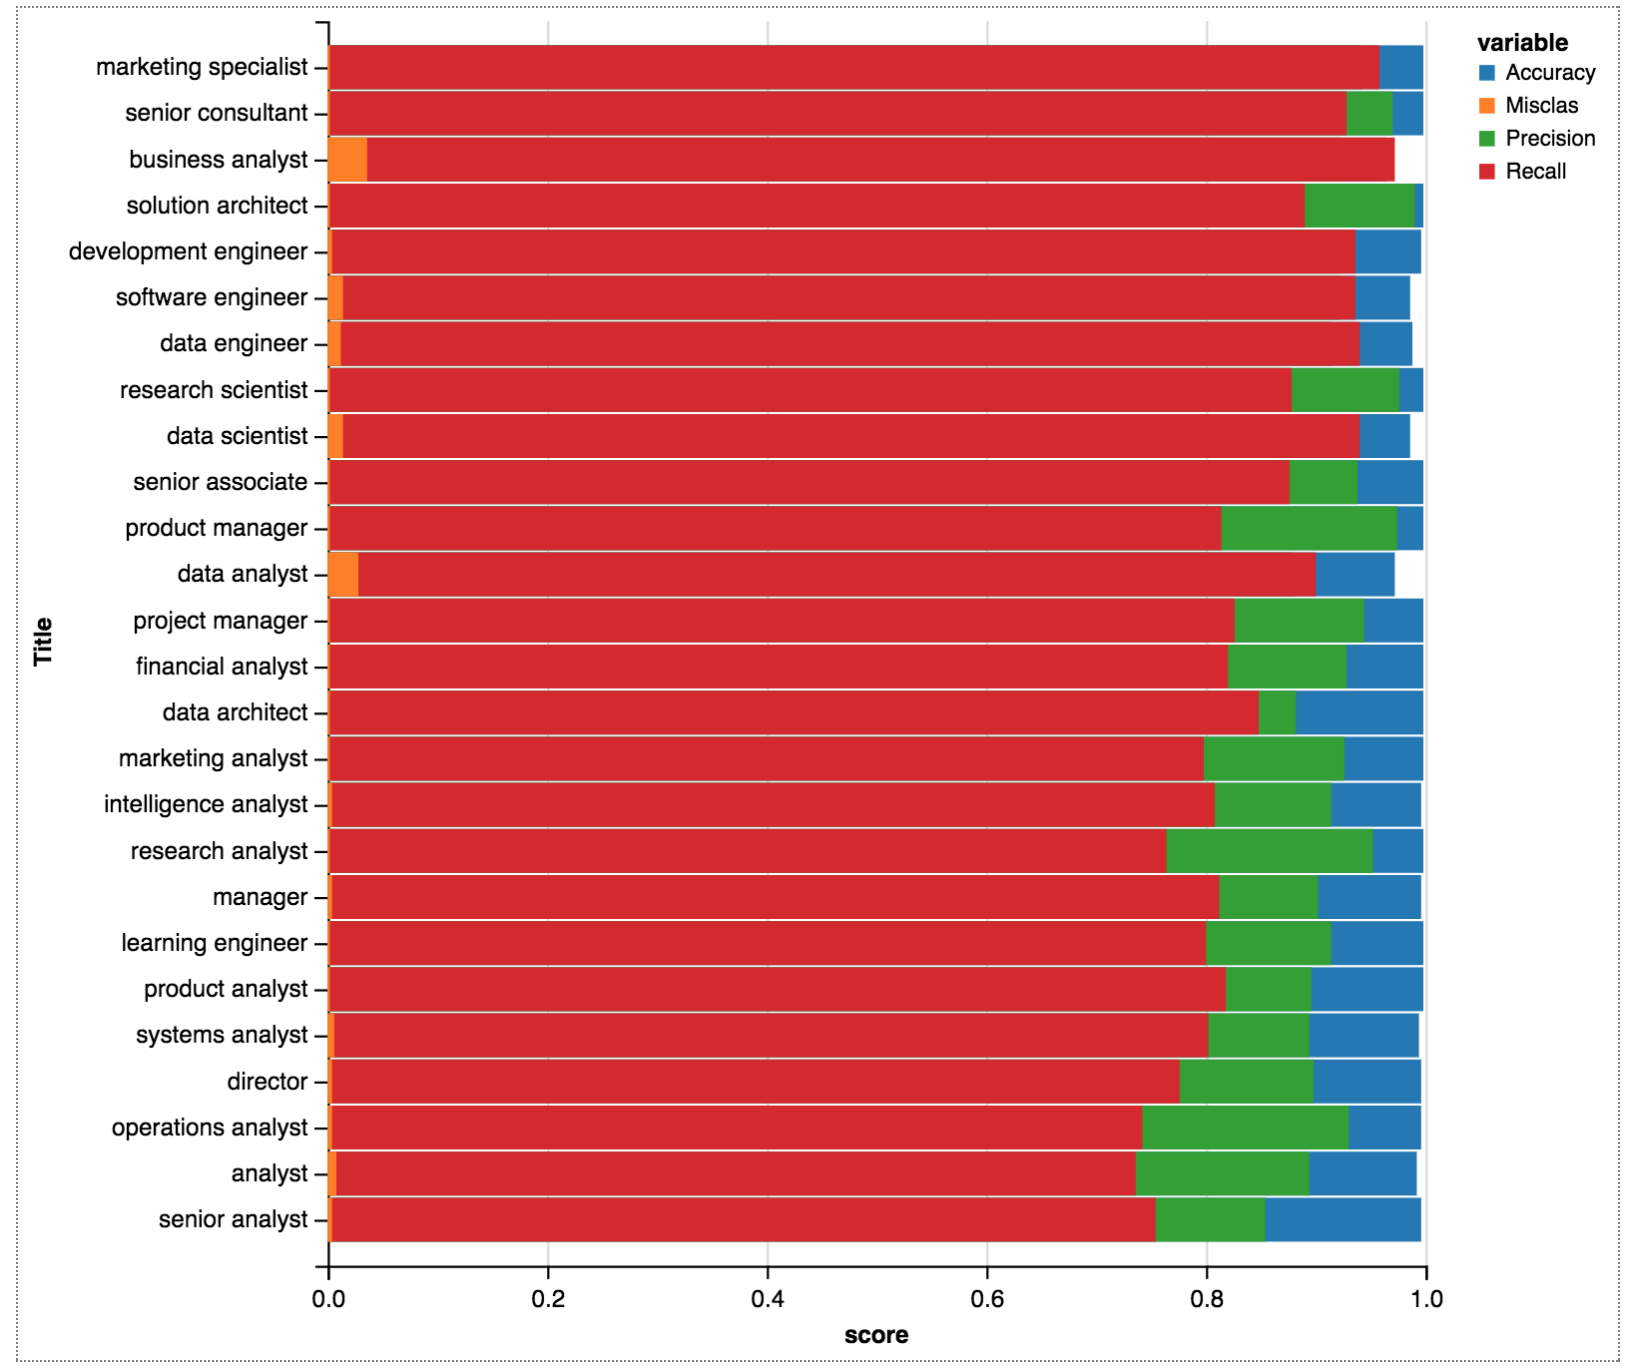 variable
Accuracy
Misclas
Precision
Recall
marketing specialist
senior consultant
business analyst
solution architect
development engineer
software engineer
data engineer
research scientist
data scientist
senior associate
product manager
data analyst
project manager
financial analyst
data architect
marketing analyst
intelligence analyst
research analyst
manager
learning engineer
product analyst
systems analyst
director
operations analyst
analyst
senior analyst
Title
0.0 0.2 0.4 0.6 0.8 1.0
score